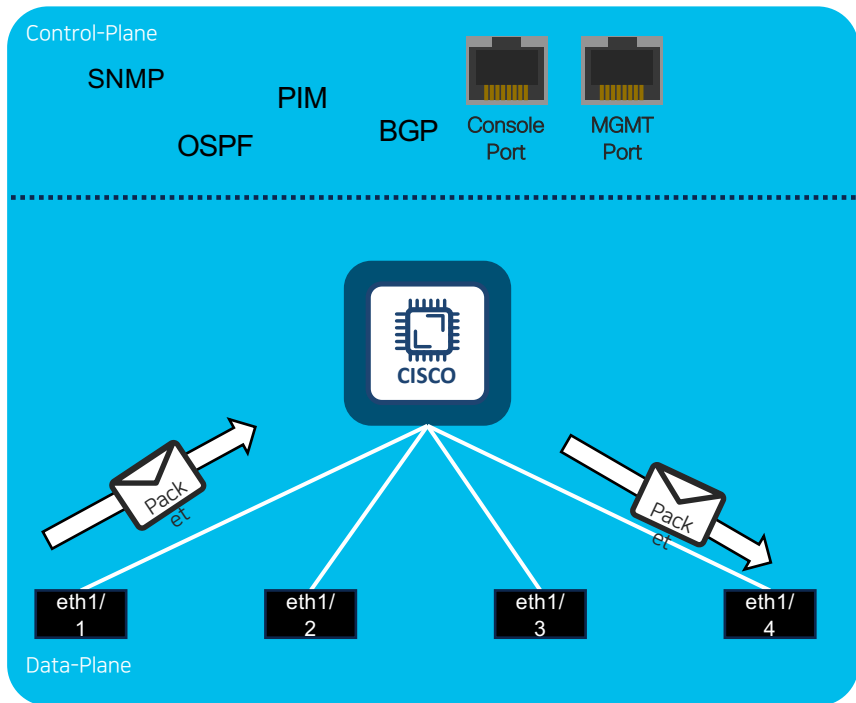 Control-Plane
SNMP
PIM
OSPF
BGP
Console
Port
MGMT
Port
CISCO
Pack
et
Pack
et
eth1/
1
eth1/
2
eth1/
3
eth1/
4
Data-Plane